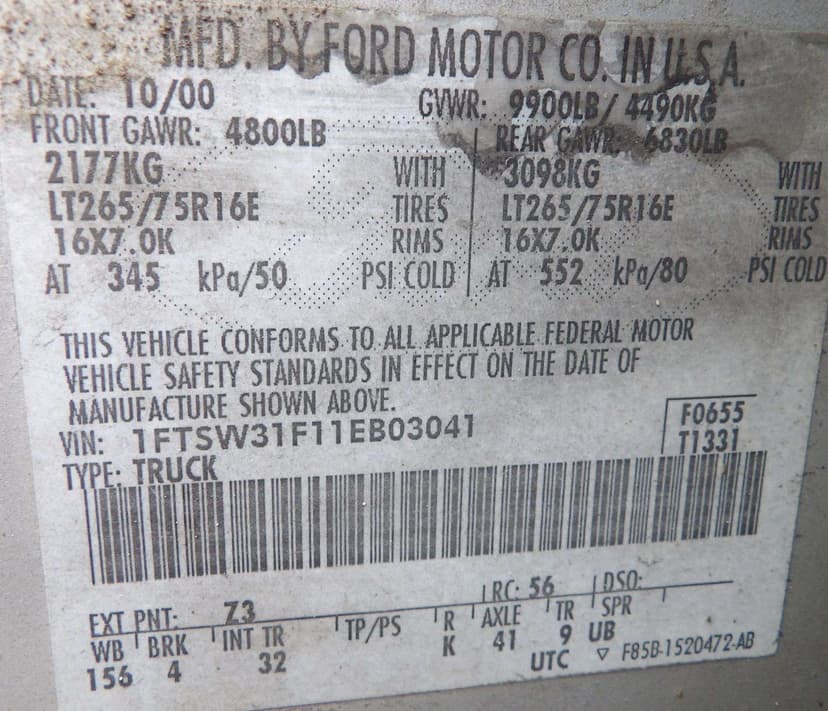 MFD. BY FORD MOTOR CO. IN U.S.A.
DATE: 10/00 GVWR: 9900LB/ 4490KG
FRONT GAWR: 4800LB REAR GAWR: 6830LB
2177KG WITH 3098KG WITH
LT265/75R16E TIRES LT265/75R16E TIRES
16X7.0K RIMS 16X7.0K RIMS
AT 345 kPa/50 PSI COLD AT 552 kPa/80 PSI COLD
THIS VEHICLE CONFORMS TO ALL APPLICABLE FEDERAL MOTOR
VEHICLE SAFETY STANDARDS IN EFFECT ON THE DATE OF
MANUFACTURE SHOWN ABOVE.
VIN: 1FTSW31F11EB03041 F0655
TYPE: TRUCK T1331
EXT PNT: Z3 RC: 56 DSO:
WB BRK INT TR TP/PS R AXLE TR SPR
156 4 32 K 41 9 UB
UTC ▽ F85B-1520472-AB